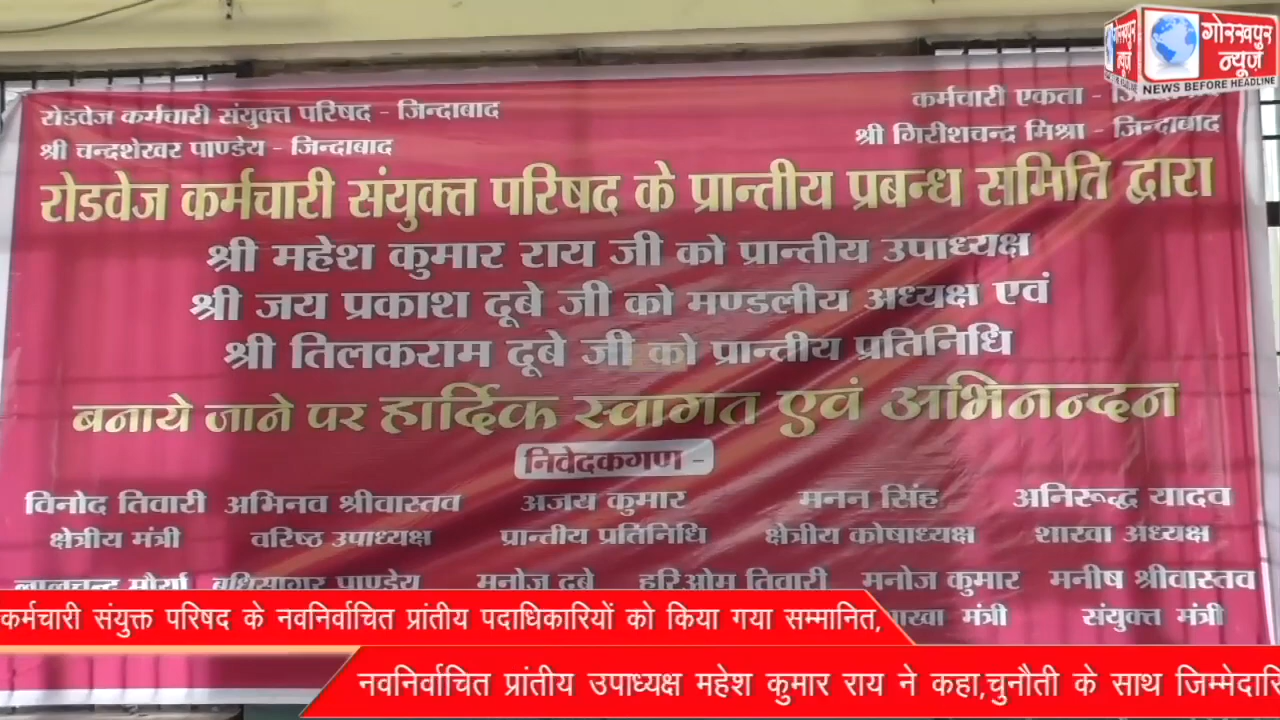 गोरखपुर
न्यूज़
NEWS BEFORE HEADLINE
रोडवेज कर्मचारी संयुक्त परिषद - जिन्दाबाद
कर्मचारी एकता -
श्री चन्द्रशेखर पाण्डेय - जिन्दाबाद
श्री गिरीशचन्द्र मिश्रा - जिन्दाबाद
रोडवेज कर्मचारी संयुक्त परिषद के प्रान्तीय प्रबन्ध समिति द्वारा
श्री महेश कुमार राय जी को प्रान्तीय उपाध्यक्ष
श्री जय प्रकाश दूबे जी को मण्डलीय अध्यक्ष एवं
श्री तिलकराम दूबे जी को प्रान्तीय प्रतिनिधि
बनाये जाने पर हार्दिक स्वागत एवं अभिनन्दन
निवेदकगण -
विनोद तिवारी अभिनव श्रीवास्तव अजय कुमार मनन सिंह अनिरूद्ध यादव
क्षेत्रीय मंत्री वरिष्ठ उपाध्यक्ष प्रान्तीय प्रतिनिधि क्षेत्रीय कोषाध्यक्ष शाखा अध्यक्ष
लालचन्द मौर्या बुधिसागर पाण्डेय मनोज दूबे हरिओम तिवारी मनोज कुमार मनीष श्रीवास्तव
मंत्री संयुक्त मंत्री
कर्मचारी संयुक्त परिषद के नवनिर्वाचित प्रांतीय पदाधिकारियों को किया गया सम्मानित,
नवनिर्वाचित प्रांतीय उपाध्यक्ष महेश कुमार राय ने कहा,चुनौती के साथ